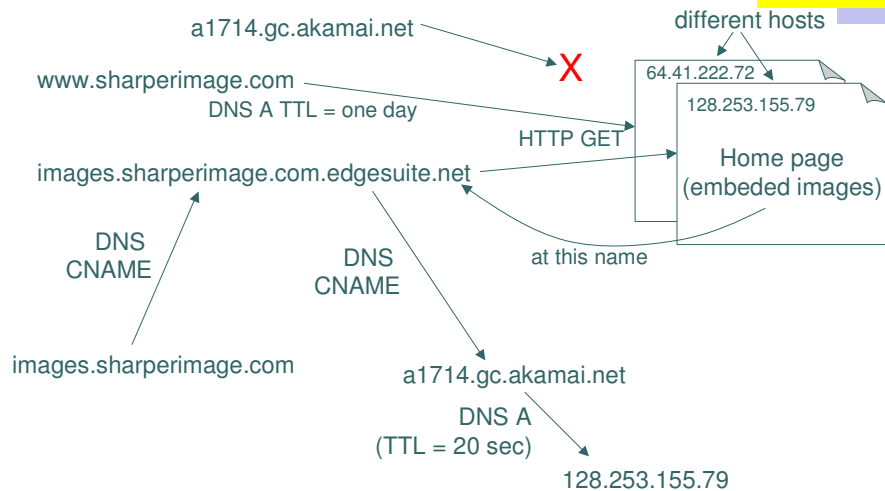 different hosts
a1714.gc.akamai.net
X
64.41.222.72
www.sharperimage.com
128.253.155.79
DNS A TTL = one day
HTTP GET
Home page
(embeded images)
images.sharperimage.com.edgesuite.net
DNS
CNAME
DNS
CNAME
at this name
images.sharperimage.com
a1714.gc.akamai.net
DNS A
(TTL = 20 sec)
128.253.155.79